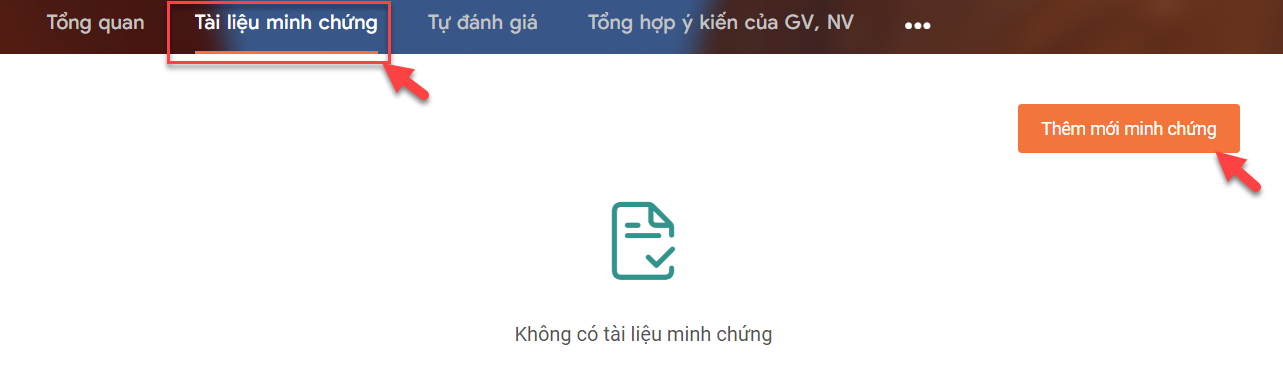 Tổng quan Tài liệu minh chứng Tự đánh giá Tổng hợp ý kiến của GV, NV •••
Thêm mới minh chứng
Không có tài liệu minh chứng